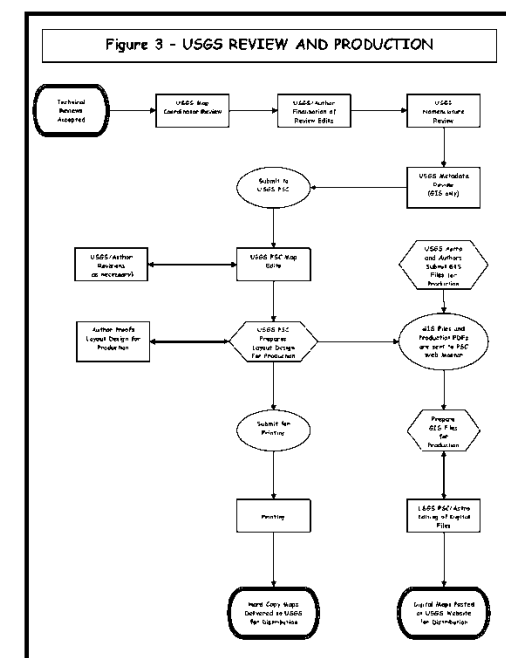 Figure 3 - USGS REVIEW AND PRODUCTION
Technical
Reviews
Accepted
USGS Map
Coordinator Review
USGS/Author
Finalization of
Review Edits
USGS
Nomenclature
Review
USGS Metadata
Review
(GIS only)
Submit to
USGS PSC
USGS/Author
Revisions
as necessary)
USGS PSC Map
Edits
USGS Astro
and Authors
Submit GIS
Files for
Production
Author Proofs
Layout Design for
Production
USGS PSC
Prepares
Layout Design
for Production
GIS Files and
Production PDFs
are sent to PSC
Web Master
Submit for
Printing
Prepare
GIS Files
for
Production
Printing
USGS PSC/Astro
Editing of Digital
Files
Hard Copy Maps
Delivered to USGS
for Distribution
Digital Maps Posted
on USGS Website
for Distribution